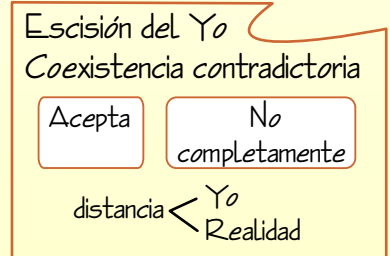 Escisión del Yo
Coexistencia contradictoria
Acepta
No
completamente
distancia < Yo
Realidad